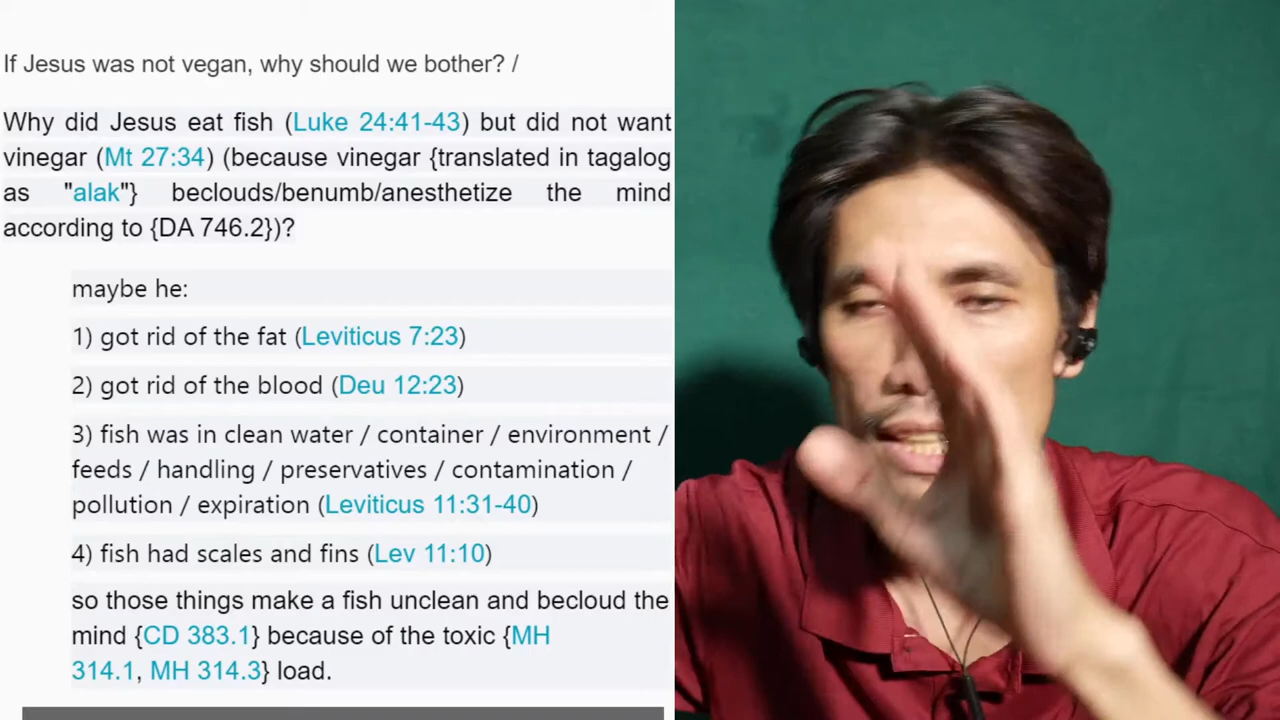 If Jesus was not vegan, why should we bother? /
Why did Jesus eat fish (Luke 24:41-43) but did not want
vinegar (Mt 27:34) (because vinegar {translated in tagalog
as "alak"} beclouds/benumb/anesthetize the mind
according to {DA 746.2})?
maybe he:
1) got rid of the fat (Leviticus 7:23)
2) got rid of the blood (Deu 12:23)
3) fish was in clean water / container / environment /
feeds / handling / preservatives / contamination /
pollution / expiration (Leviticus 11:31-40)
4) fish had scales and fins (Lev 11:10)
so those things make a fish unclean and becloud the
mind {CD 383.1} because of the toxic {MH
314.1, MH 314.3} load.